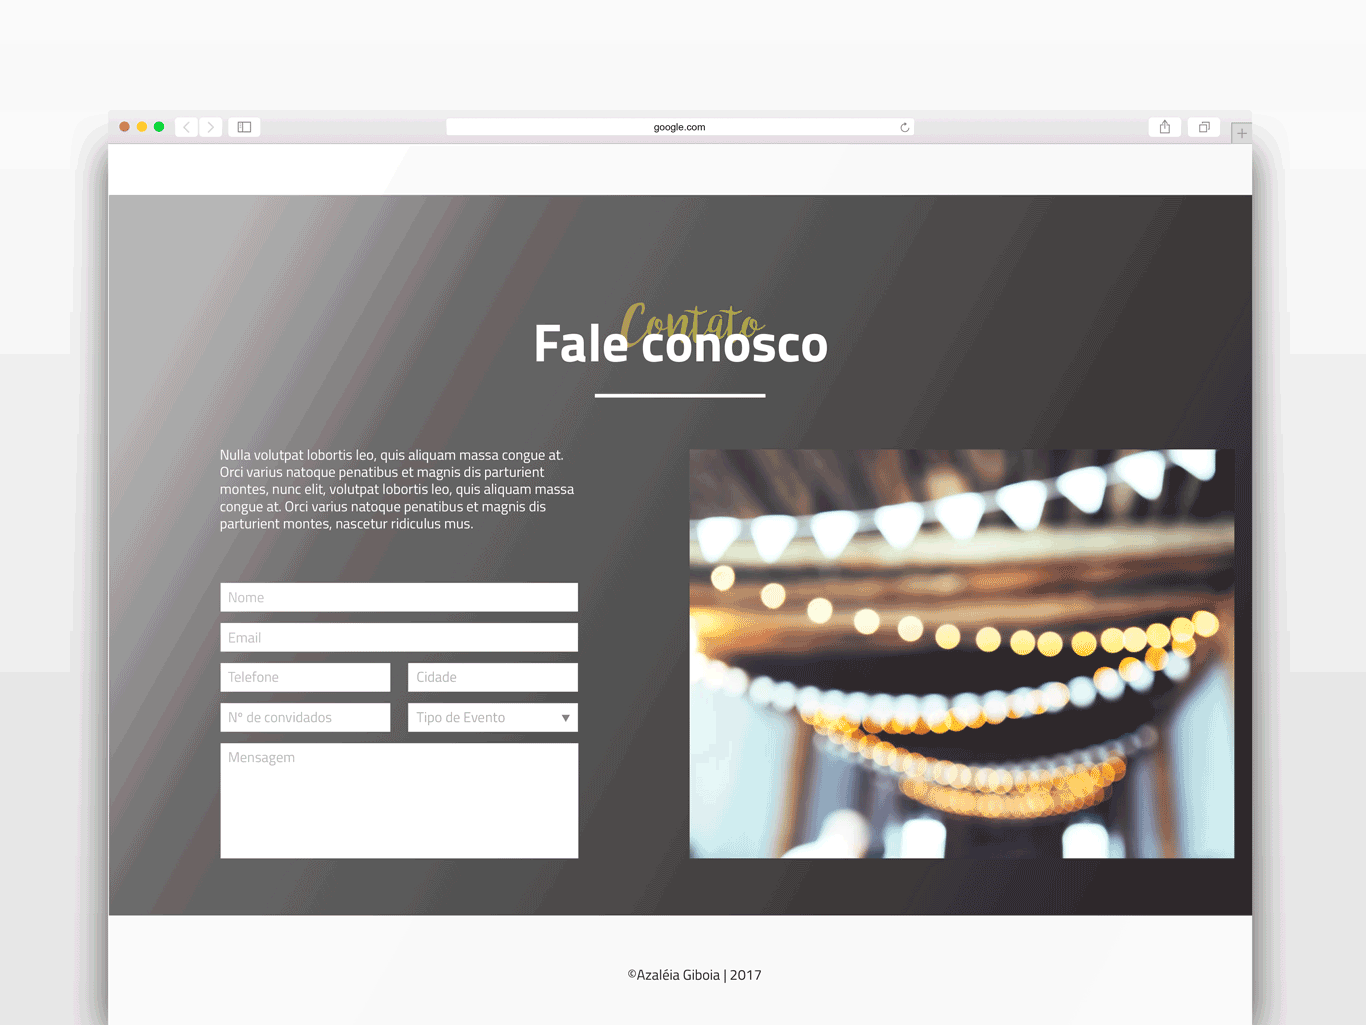 google.com
Contato
Fale conosco
Nulla volutpat lobortis leo, quis aliquam massa congue at.
Orci varius natoque penatibus et magnis dis parturient
montes, nunc elit, volutpat lobortis leo, quis aliquam massa
congue at. Orci varius natoque penatibus et magnis dis
parturient montes, nascetur ridiculus mus.
Nome
Email
Telefone
Cidade
Nº de convidados
Tipo de Evento
Mensagem
©Azaléia Giboia | 2017